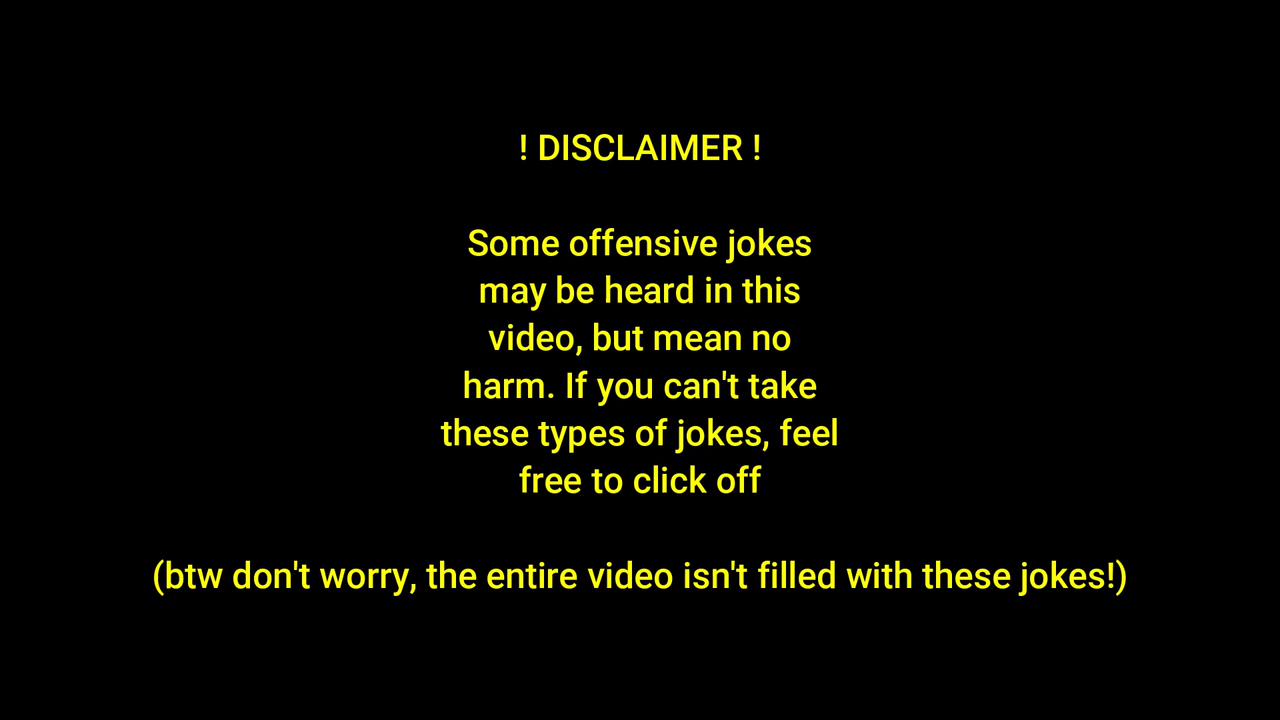 ! DISCLAIMER !
Some offensive jokes
may be heard in this
video, but mean no
harm. If you can't take
these types of jokes, feel
free to click off
(btw don't worry, the entire video isn't filled with these jokes!)